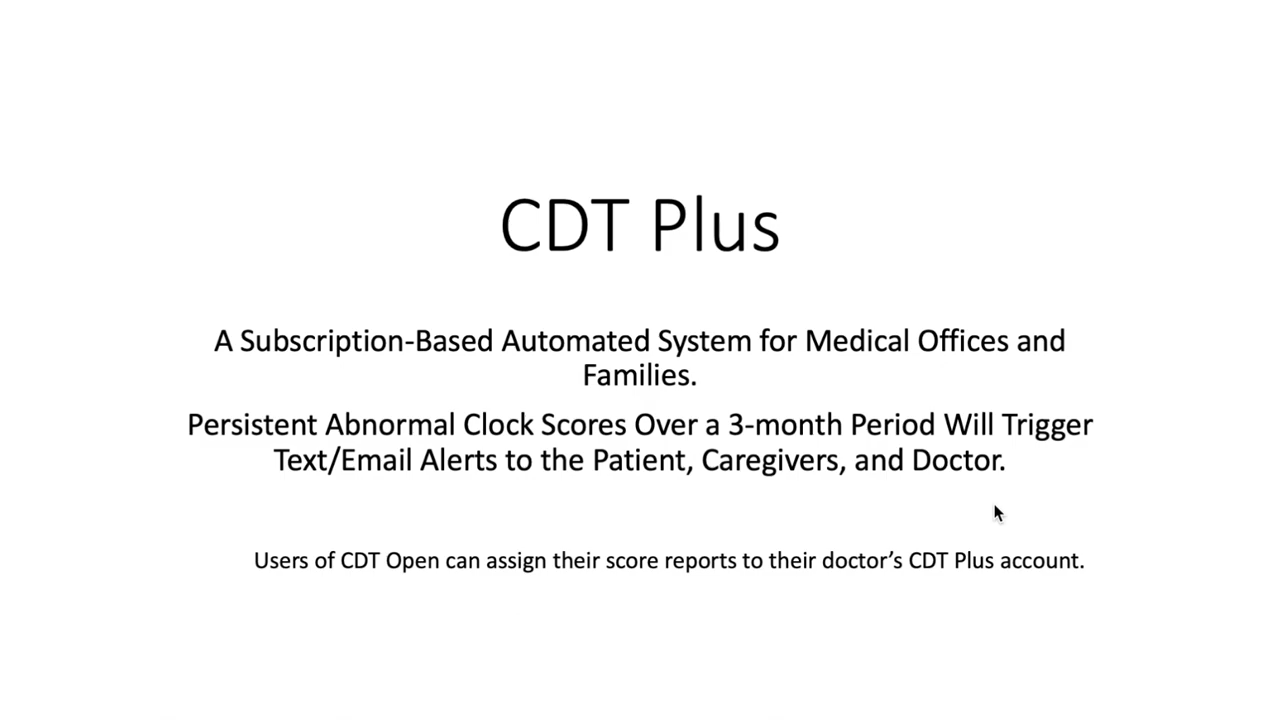 CDT Plus
A Subscription-Based Automated System for Medical Offices and
Families.
Persistent Abnormal Clock Scores Over a 3-month Period Will Trigger
Text/Email Alerts to the Patient, Caregivers, and Doctor.
Users of CDT Open can assign their score reports to their doctor’s CDT Plus account.